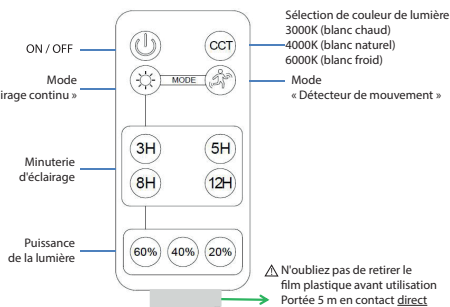 Sélection de couleur de lumière
3000K (blanc chaud)
4000K (blanc naturel)
6000K (blanc froid)
ON / OFF
CCT
Mode
irage continu »
MODE
Mode
« Détecteur de mouvement »
Minuterie
d'éclairage
3H
5H
8H
12H
Puissance
de la lumière
60%
40%
20%
N'oubliez pas de retirer le
film plastique avant utilisation
Portée 5 m en contact direct